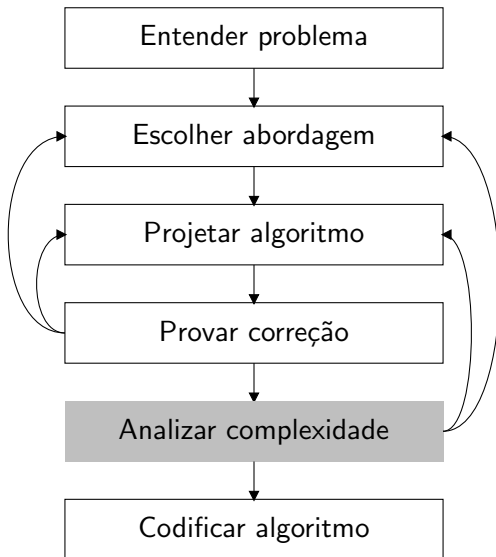 Entender problema
Escolher abordagem
Projetar algoritmo
Provar correção
Analizar complexidade
Codificar algoritmo